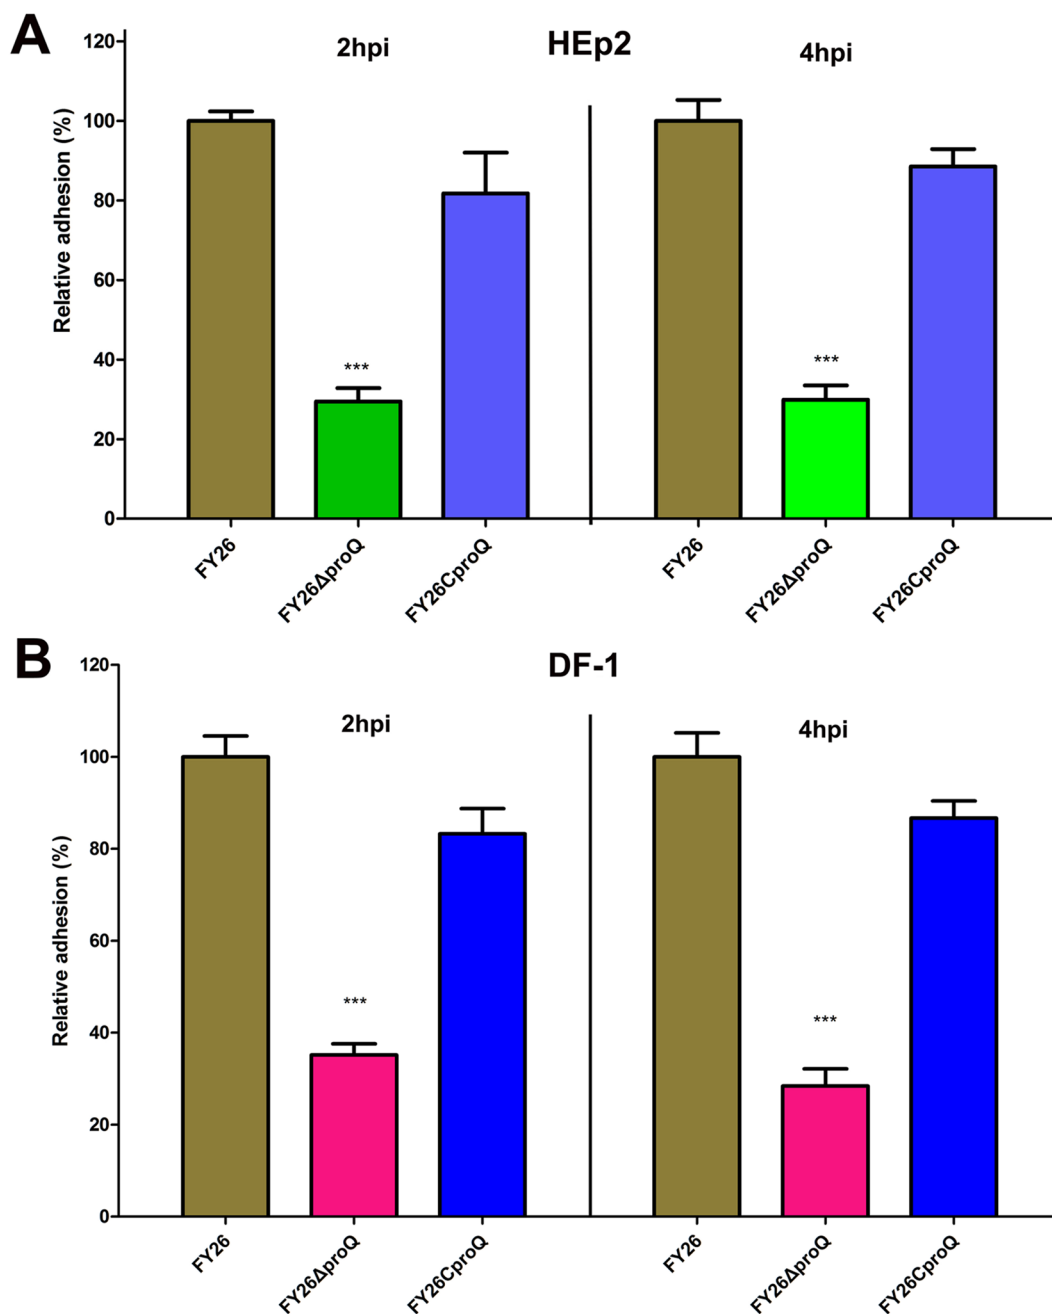 A
HEp2
2hpi
4hpi
Relative adhesion (%)
120
100
80
60
40
20
0
***
***
FY26
FY26ΔproQ
FY26CproQ
FY26
FY26ΔproQ
FY26CproQ
B
DF-1
2hpi
4hpi
Relative adhesion (%)
120
100
80
60
40
20
0
***
***
FY26
FY26ΔproQ
FY26CproQ
FY26
FY26ΔproQ
FY26CproQ